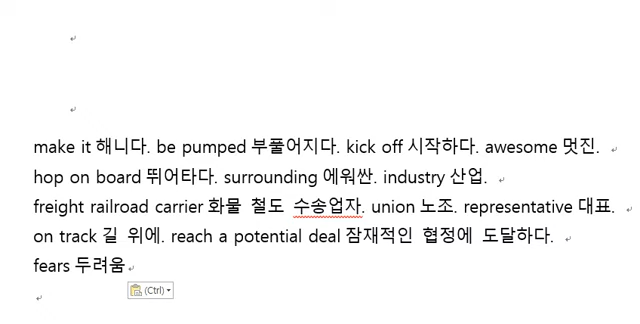 make it 해니다. be pumped 부풀어지다. kick off 시작하다. awesome 멋진.
hop on board 뛰어타다. surrounding 에워싼. industry 산업.
freight railroad carrier 화물 철도 수송업자. union 노조. representative 대표.
on track 길 위에. reach a potential deal 잠재적인 협정에 도달하다.
fears 두려움
(Ctrl)